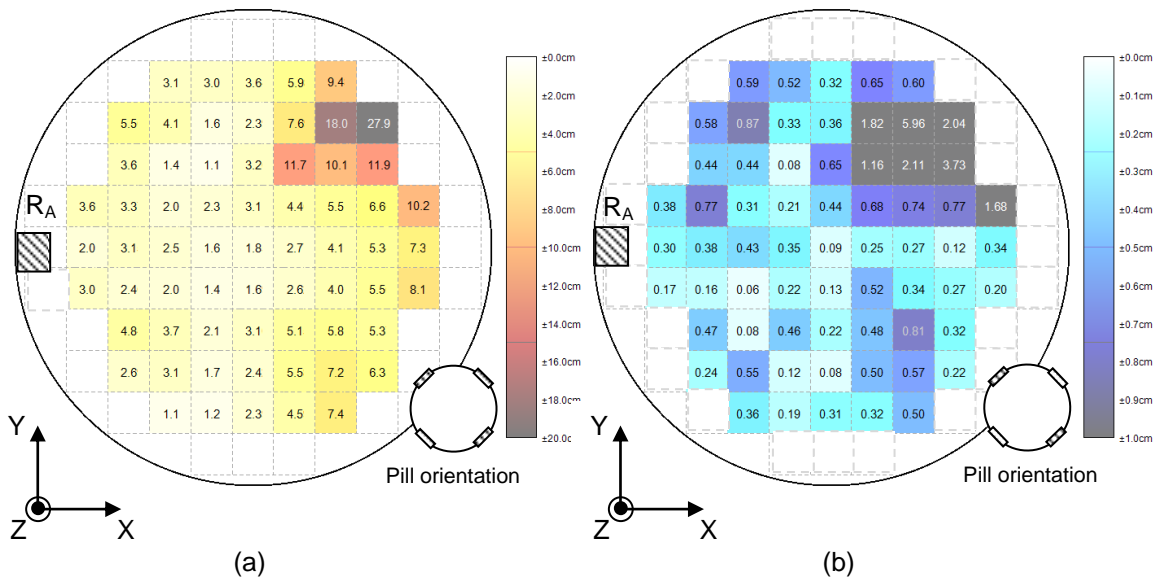 3.1 3.0 3.6 5.9 9.4
5.5 4.1 1.6 2.3 7.6 18.0 27.9
3.6 1.4 1.1 3.2 11.7 10.1 11.9
3.6 3.3 2.0 2.3 3.1 4.4 5.5 6.6 10.2
2.0 3.1 2.5 1.6 1.8 2.7 4.1 5.3 7.3
3.0 2.4 2.0 1.4 1.6 2.6 4.0 5.5 8.1
4.8 3.7 2.1 3.1 5.1 5.8 5.3
2.6 3.1 1.7 2.4 5.5 7.2 6.3
1.1 1.2 2.3 4.5 7.4
RA
±0.0cm
±2.0cm
±4.0cm
±6.0cm
±8.0cm
±10.0cm
±12.0cm
±14.0cm
±16.0cm
±18.0cm
±20.0c
Pill orientation
Y
Z
X
(a)
0.59 0.52 0.32 0.65 0.60
0.58 0.87 0.33 0.36 1.82 5.96 2.04
0.44 0.44 0.08 0.65 1.16 2.11 3.73
0.38 0.77 0.31 0.21 0.44 0.68 0.74 0.77 1.68
0.30 0.38 0.43 0.35 0.09 0.25 0.27 0.12 0.34
0.17 0.16 0.06 0.22 0.13 0.52 0.34 0.27 0.20
0.47 0.08 0.46 0.22 0.48 0.81 0.32
0.24 0.55 0.12 0.08 0.50 0.57 0.22
0.36 0.19 0.31 0.32 0.50
RA
±0.0cm
±0.1cm
±0.2cm
±0.3cm
±0.4cm
±0.5cm
±0.6cm
±0.7cm
±0.8cm
±0.9cm
±1.0cm
Pill orientation
Y
Z
X
(b)